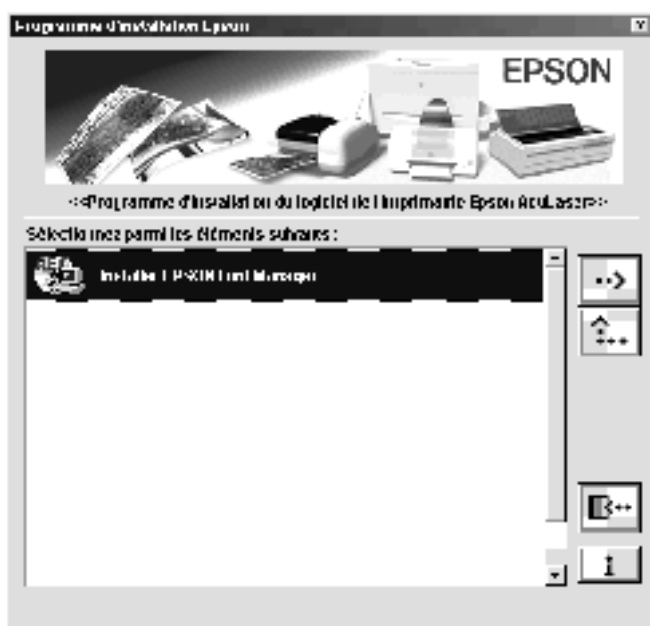 Programme d'installation Epson
EPSON
<<Programme d'installation du logiciel de l'imprimante Epson AcuLaser>>
Sélectionnez parmi les éléments suivants :
Installer EPSON Font Manager
i